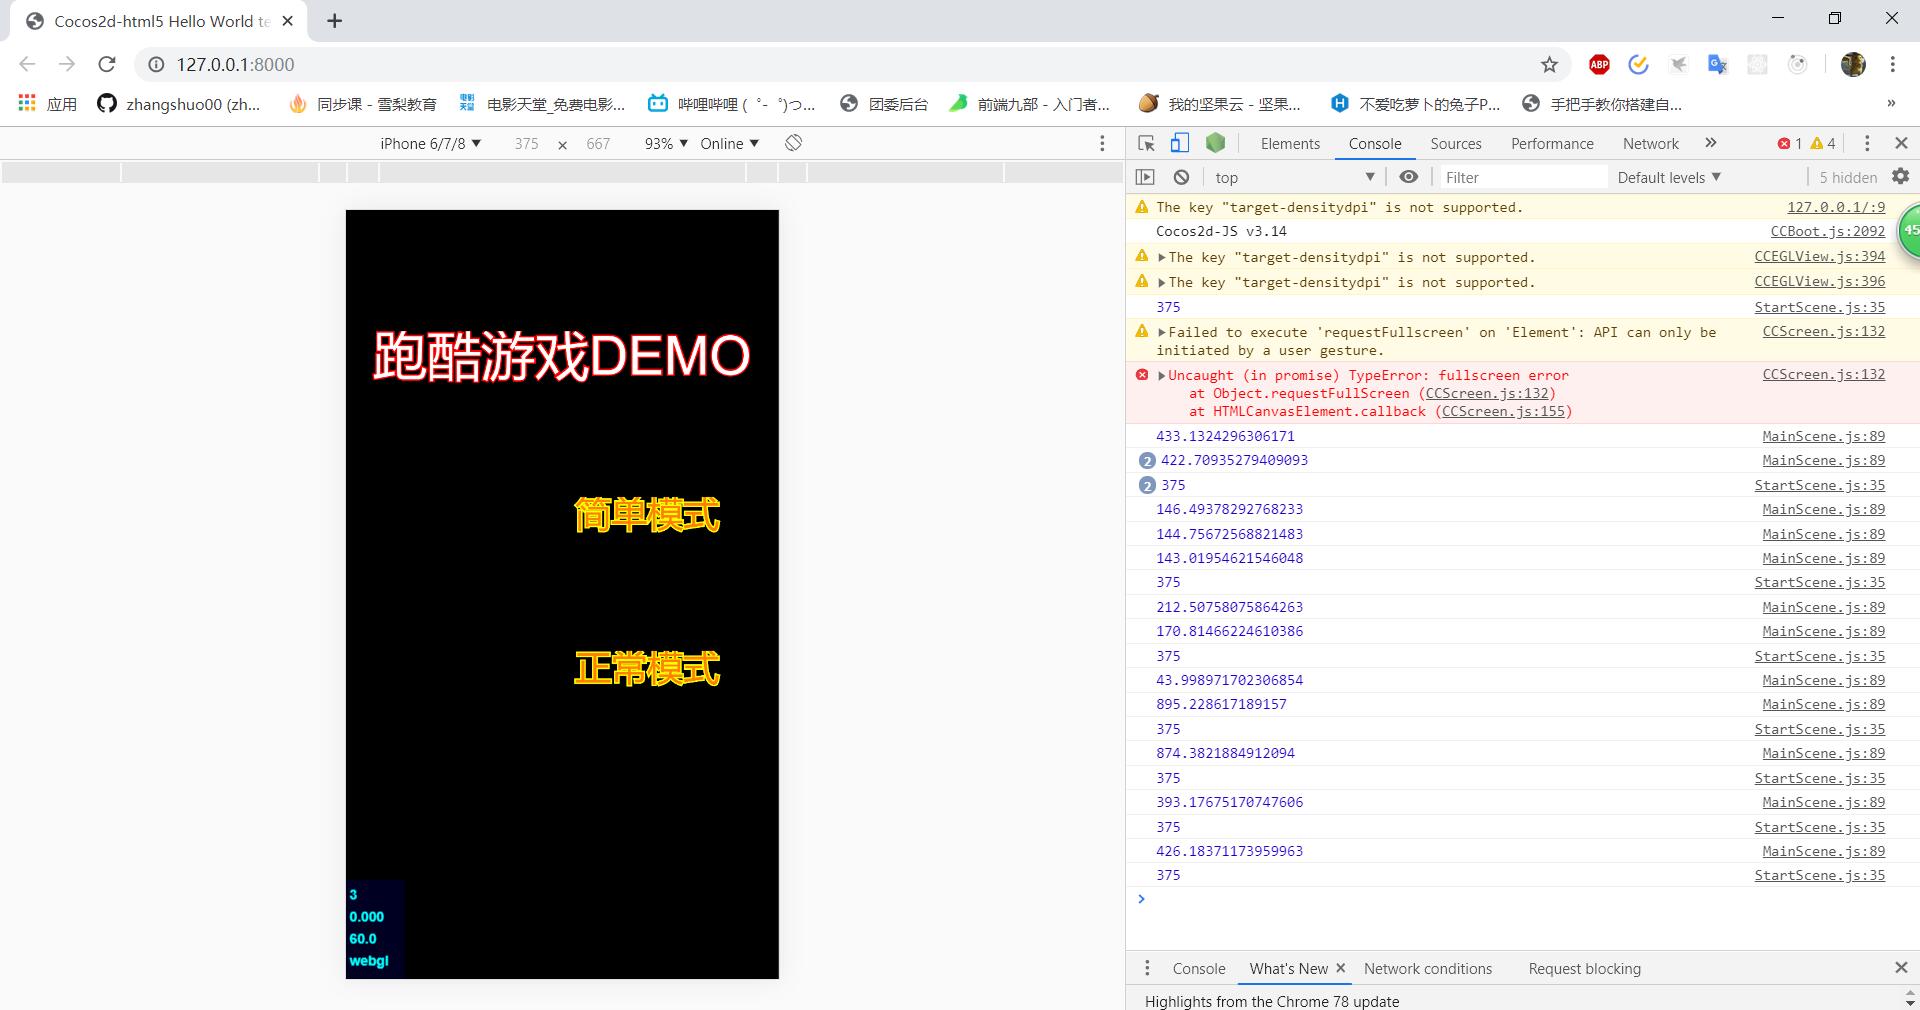 Cocos2d-html5 Hello World te
127.0.0.1:8000
ABP
应用
zhangshuo00 (zh...
同步课 - 雪梨教育
电影天堂_免费电影...
哔哩哔哩 ( ゜- ゜)つ...
团委后台
前端九部 - 入门者...
我的坚果云 - 坚果...
不爱吃萝卜的兔子P...
手把手教你搭建自...
»
iPhone 6/7/8 ▼ 375 × 667 93% ▼ Online ▼
Elements Console Sources Performance Network » 1 4
top ▼ Filter Default levels ▼ 5 hidden
跑酷游戏DEMO
简单模式
正常模式
3
0.000
60.0
webgl
The key "target-densitydpi" is not supported. 127.0.0.1/:9
Cocos2d-JS v3.14 CCBoot.js:2092
45
▶The key "target-densitydpi" is not supported. CCEGLView.js:394
▶The key "target-densitydpi" is not supported. CCEGLView.js:396
375 StartScene.js:35
▶Failed to execute 'requestFullscreen' on 'Element': API can only be CCScreen.js:132
initiated by a user gesture.
▶Uncaught (in promise) TypeError: fullscreen error CCScreen.js:132
at Object.requestFullScreen (CCScreen.js:132)
at HTMLCanvasElement.callback (CCScreen.js:155)
433.1324296306171 MainScene.js:89
2 422.70935279409093 MainScene.js:89
2 375 StartScene.js:35
146.49378292768233 MainScene.js:89
144.75672568821483 MainScene.js:89
143.01954621546048 MainScene.js:89
375 StartScene.js:35
212.50758075864263 MainScene.js:89
170.81466224610386 MainScene.js:89
375 StartScene.js:35
43.998971702306854 MainScene.js:89
895.228617189157 MainScene.js:89
375 StartScene.js:35
874.3821884912094 MainScene.js:89
375 StartScene.js:35
393.17675170747606 MainScene.js:89
375 StartScene.js:35
426.18371173959963 MainScene.js:89
375 StartScene.js:35
Console What's New × Network conditions Request blocking
Highlights from the Chrome 78 update